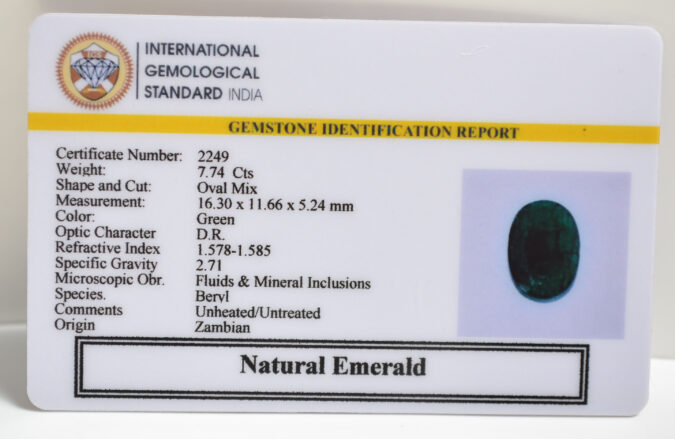 IGS
INTERNATIONAL
GEMOLOGICAL
STANDARD INDIA
GEMSTONE IDENTIFICATION REPORT
Certificate Number: 2249
Weight: 7.74 Cts
Shape and Cut: Oval Mix
Measurement: 16.30 x 11.66 x 5.24 mm
Color: Green
Optic Character D.R.
Refractive Index 1.578-1.585
Specific Gravity 2.71
Microscopic Obr. Fluids & Mineral Inclusions
Species. Beryl
Comments Unheated/Untreated
Origin Zambian
Natural Emerald